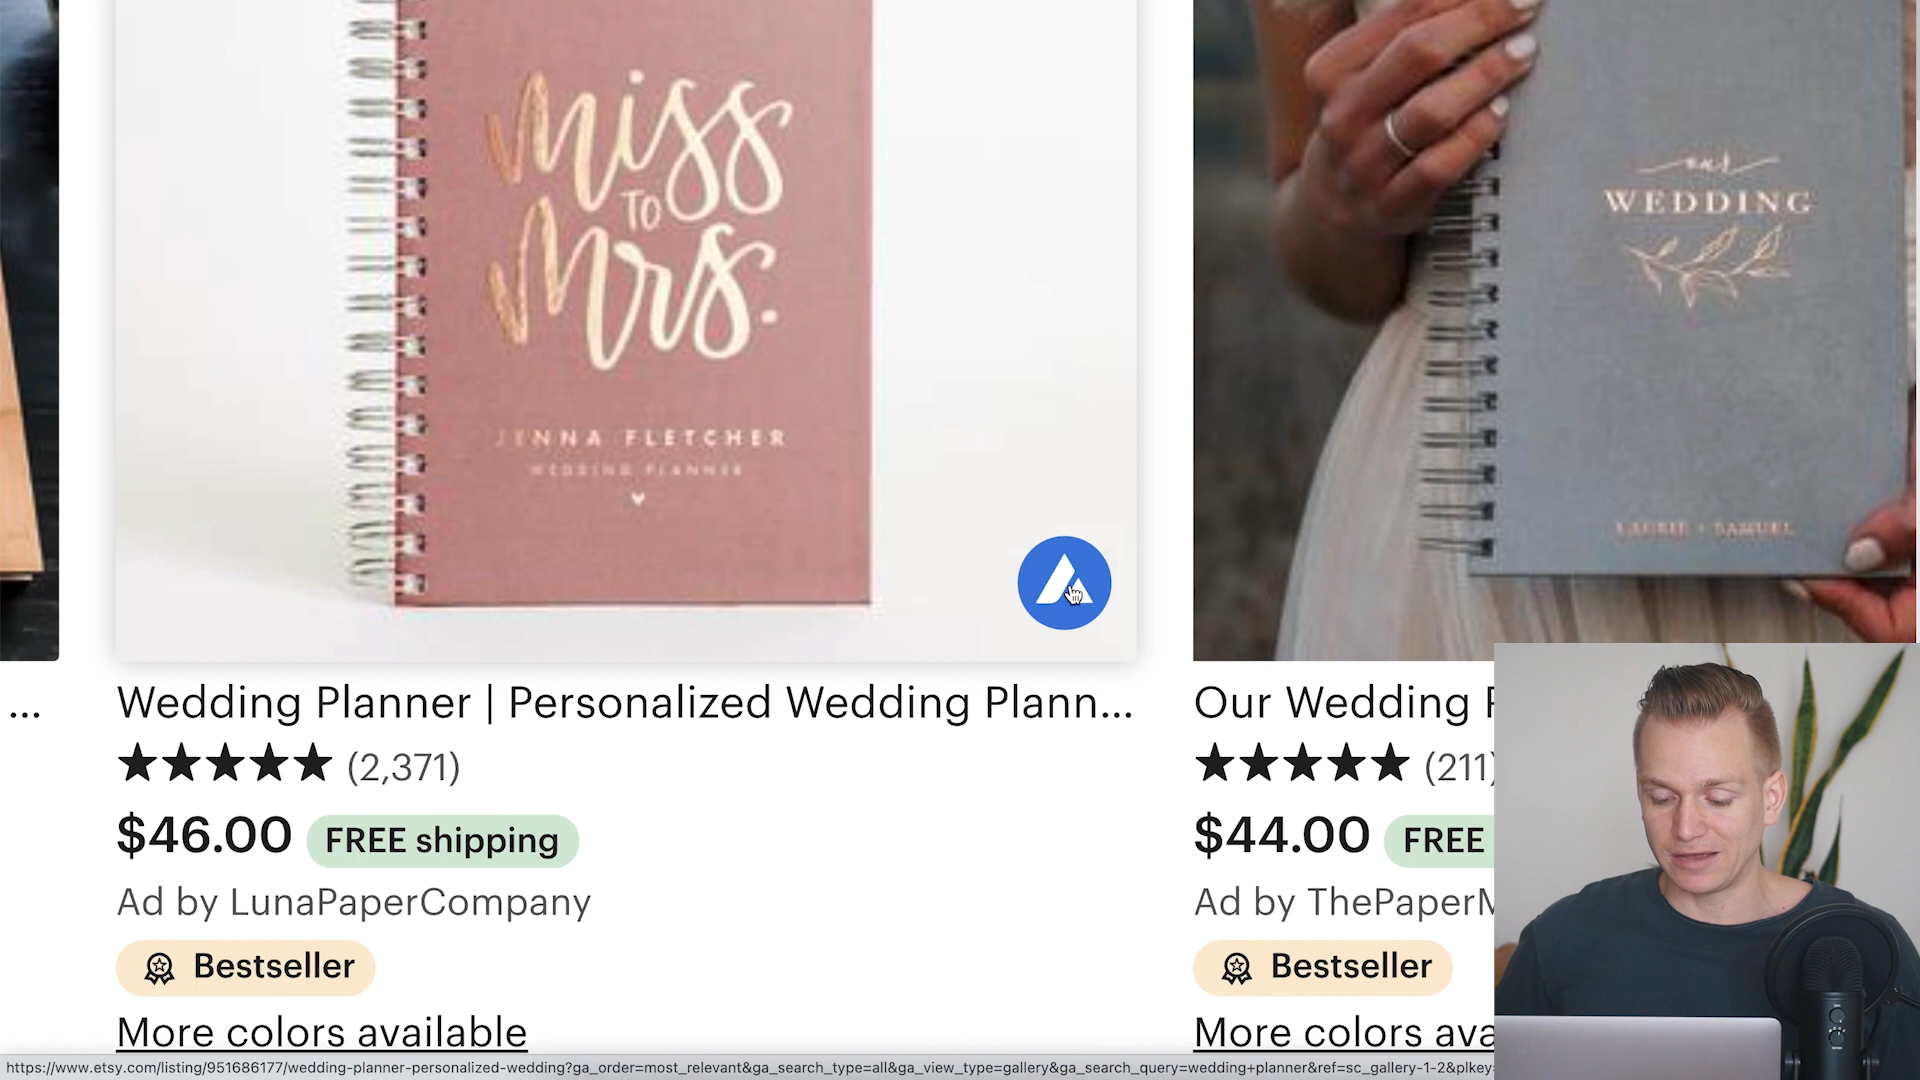 miss
TO
Mrs.
JENNA FLETCHER
WEDDING PLANNER
WEDDING
LAURIE + SAMUEL
...
Wedding Planner | Personalized Wedding Plann...
(2,371)
$46.00 FREE shipping
Ad by LunaPaperCompany
Bestseller
More colors available
Our Wedding
(211)
$44.00 FREE
Ad by ThePaperM
Bestseller
More colors ava
https://www.etsy.com/listing/951686177/wedding-planner-personalized-wedding?ga_order=most_relevant&ga_search_type=all&ga_view_type=gallery&ga_search_query=wedding+planner&ref=sc_gallery-1-2&plkey=